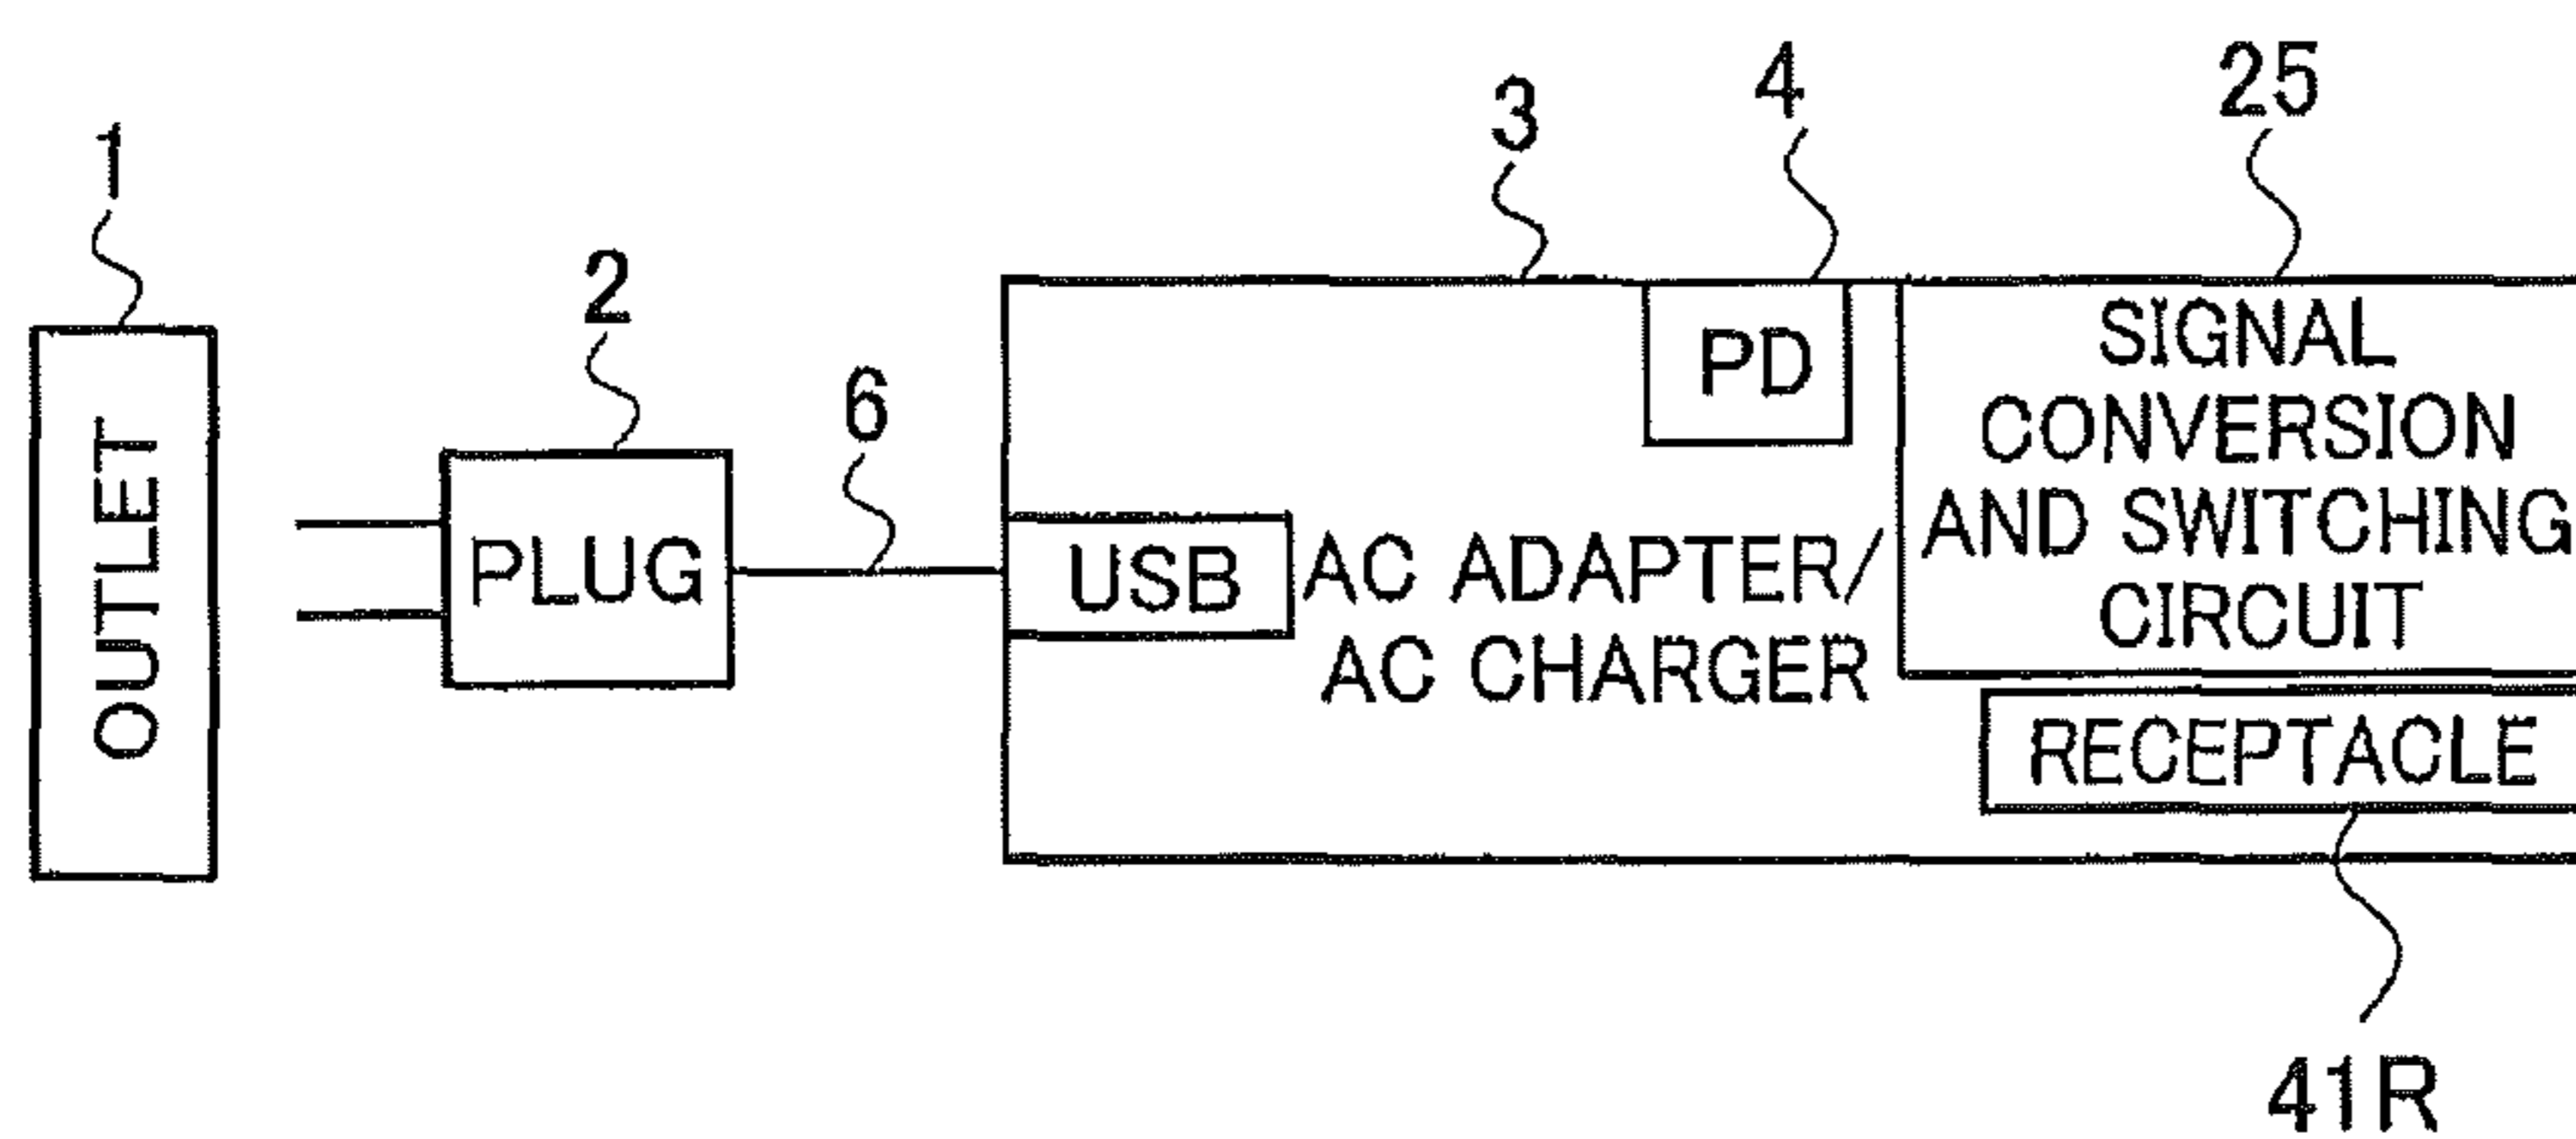 1
OUTLET
2
PLUG
6
3
4
25
USB
PD
AC ADAPTER/
AC CHARGER
SIGNAL
CONVERSION
AND SWITCHING
CIRCUIT
RECEPTACLE
41R